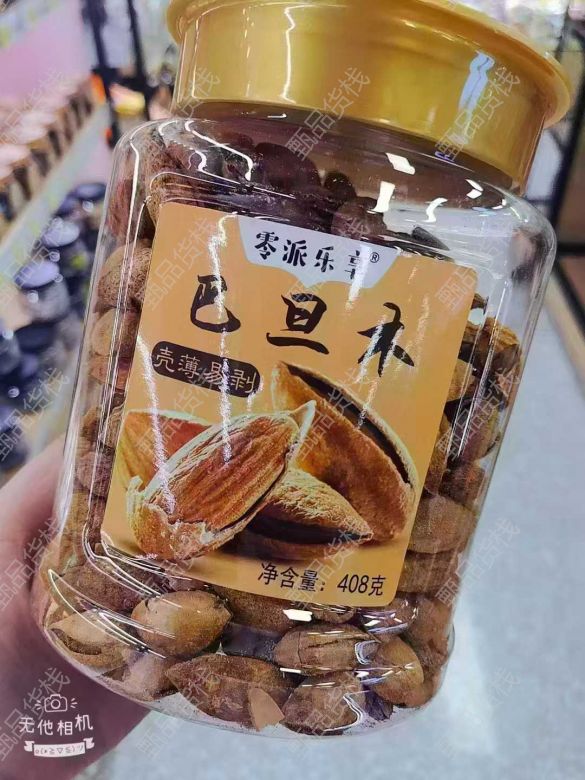 零派乐享®
巴旦木
壳薄易剥
净含量：408克
无他相机
甄品货栈